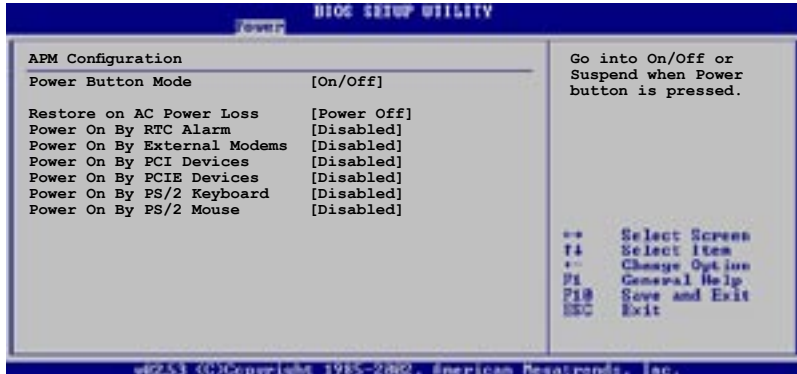 BIOS SETUP UTILITY
Power
APM Configuration
Power Button Mode [On/Off]
Restore on AC Power Loss [Power Off]
Power On By RTC Alarm [Disabled]
Power On By External Modems [Disabled]
Power On By PCI Devices [Disabled]
Power On By PCIE Devices [Disabled]
Power On By PS/2 Keyboard [Disabled]
Power On By PS/2 Mouse [Disabled]
Go into On/Off or
Suspend when Power
button is pressed.
←→ Select Screen
↑↓ Select Item
+- Change Option
F1 General Help
F10 Save and Exit
ESC Exit
v02.53 (C)Copyright 1985-2002, American Megatrends, Inc.